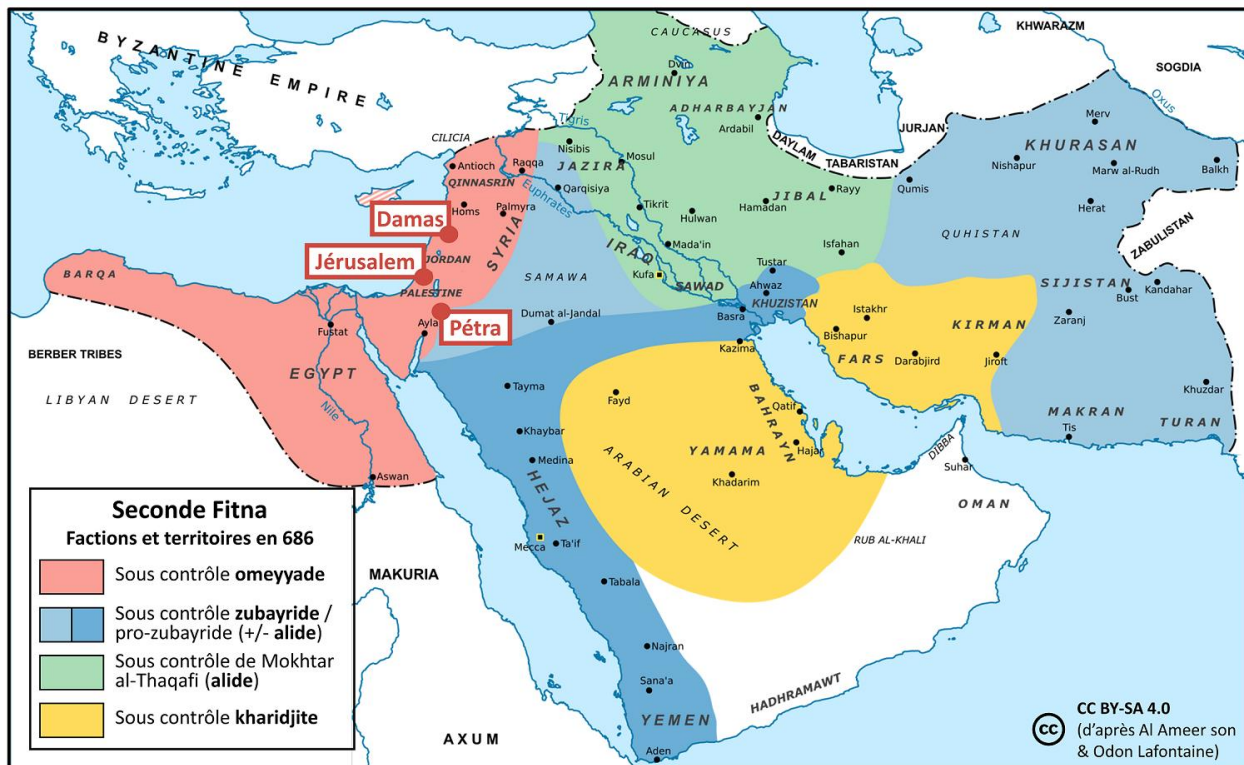 CAUCASUS
KHWARAZM
BYZANTINE EMPIRE
SOGDIA
Dvin
ARMINIYA
Oxus
ADHARBAYJAN
Merv
Tigris
Ardabil
JURJAN
CILICIA
DAYLAM
KHURASAN
Nisibis
TABARISTAN
Nishapur
Antioch
Raqqa
JAZIRA
Mosul
Marw al-Rudh
Balkh
QINNASRIN
Qarqisiya
Euphrates
JIBAL
Rayy
Qumis
Homs
Palmyra
Tikrit
Hulwan
Hamadan
Herat
Damas
SYRIA
IRAQ
Mada'in
Isfahan
QUHISTAN
ZABULISTAN
Jérusalem
JORDAN
SAMAWA
Kufa
SAWAD
Tustar
BARQA
PALESTINE
Ahwaz
KHUZISTAN
SIJISTAN
Kandahar
Bust
Fustat
Ayla
Pétra
Dumat al-Jandal
Basra
Istakhr
KIRMAN
Zaranj
BERBER TRIBES
Kazima
Bishapur
FARS
Darabjird
Jiroft
EGYPT
LIBYAN DESERT
Nile
Tayma
Fayd
BAHRAYN
Qatif
Khuzdar
MAKRAN
Tis
TURAN
Khaybar
Hajar
DIBBA
Medina
YAMAMA
Suhar
Aswan
HEJAZ
ARABIAN DESERT
Khadarim
OMAN
Mecca
Ta'if
RUB AL-KHALI
MAKURIA
Tabala
Najran
Sana'a
HADHRAMAWT
YEMEN
AXUM
Aden
Seconde Fitna
Factions et territoires en 686
Sous contrôle omeyyade
Sous contrôle zubayride /
pro-zubayride (+/- alide)
Sous contrôle de Mokhtar
al-Thaqafi (alide)
Sous contrôle kharidjite
cc
CC BY-SA 4.0
(d'après Al Ameer son
& Odon Lafontaine)